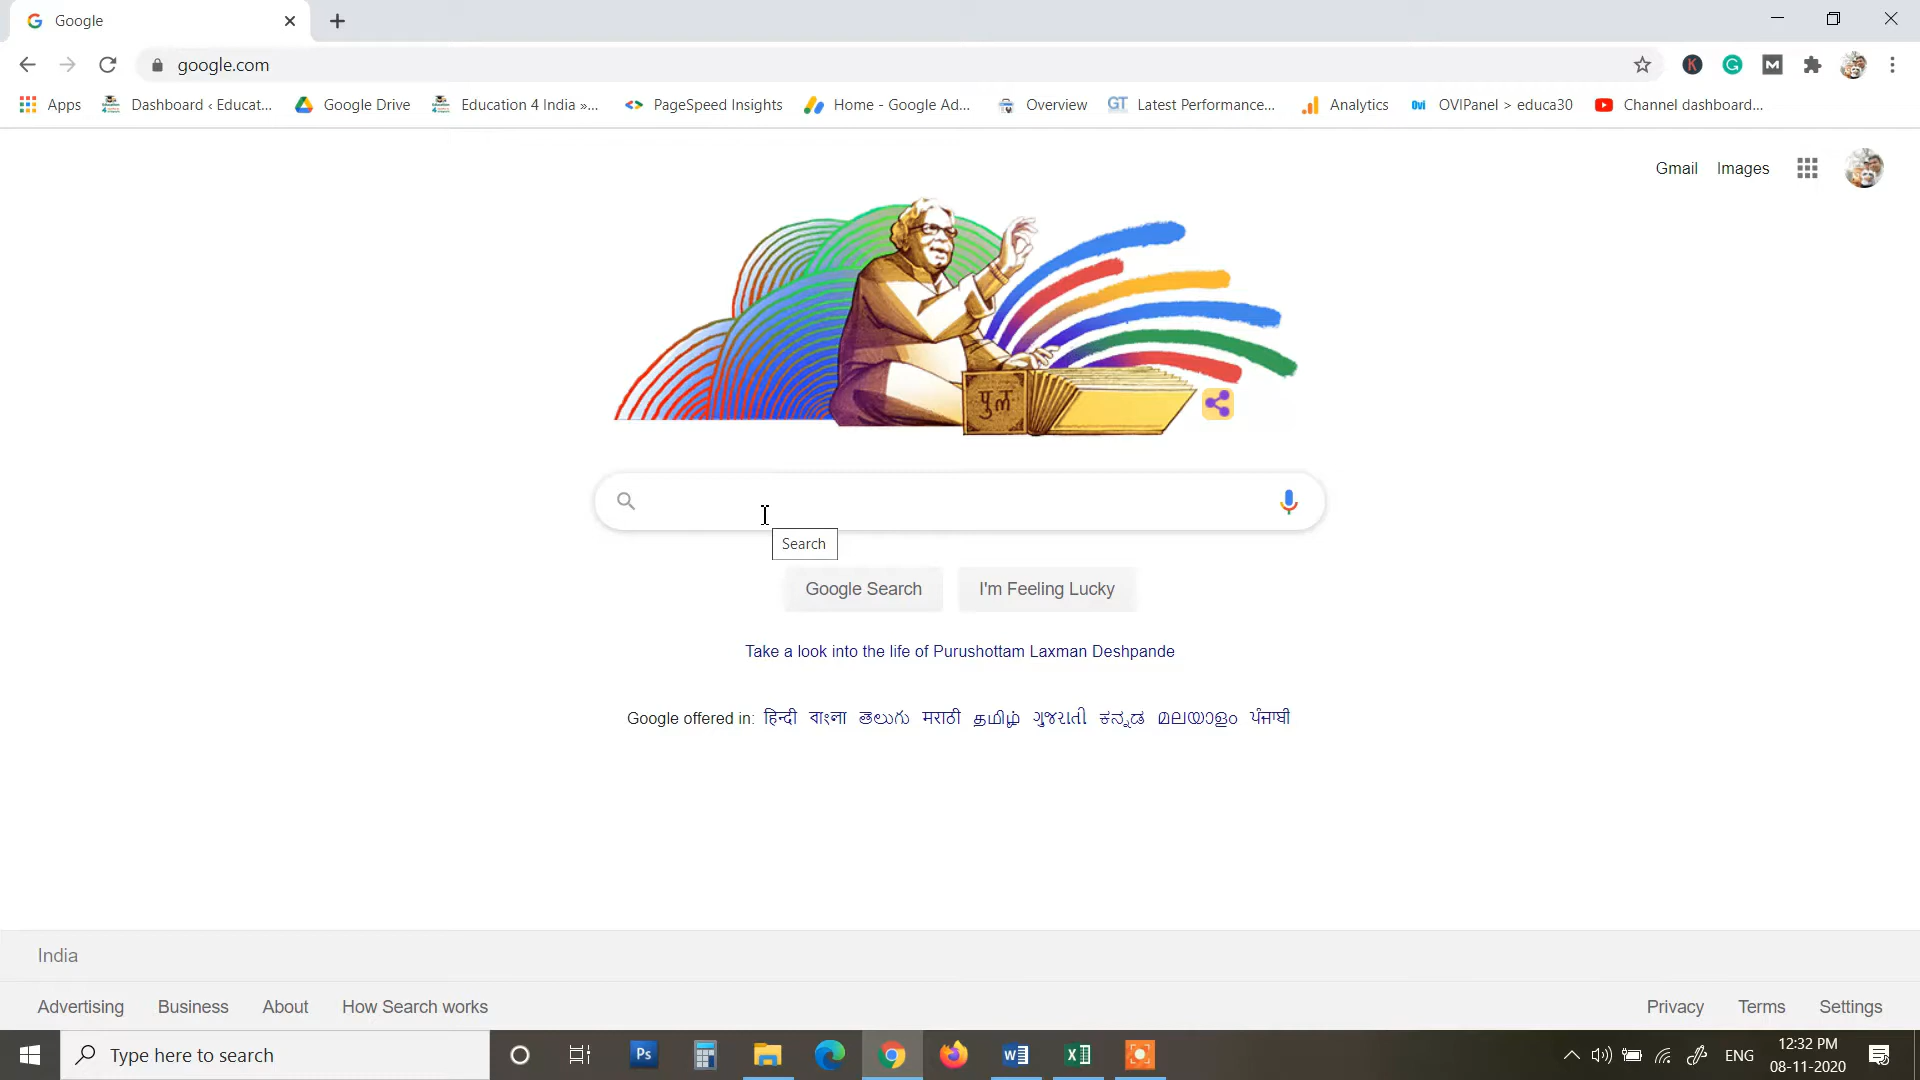 Google
google.com
Apps Dashboard ‹ Educat... Google Drive Education 4 India »... PageSpeed Insights Home - Google Ad... Overview GT Latest Performance... Analytics Ovi OVIPanel > educa30 Channel dashboard...
Gmail Images
पुल
Search
Google Search I'm Feeling Lucky
Take a look into the life of Purushottam Laxman Deshpande
Google offered in: हिन्दी বাংলা తెలుగు मराठी தமிழ் ગુજરાતી ಕನ್ನಡ മലയാളം ਪੰਜਾਬੀ
India
Advertising Business About How Search works Privacy Terms Settings
Type here to search Ps ENG 12:32 PM
08-11-2020